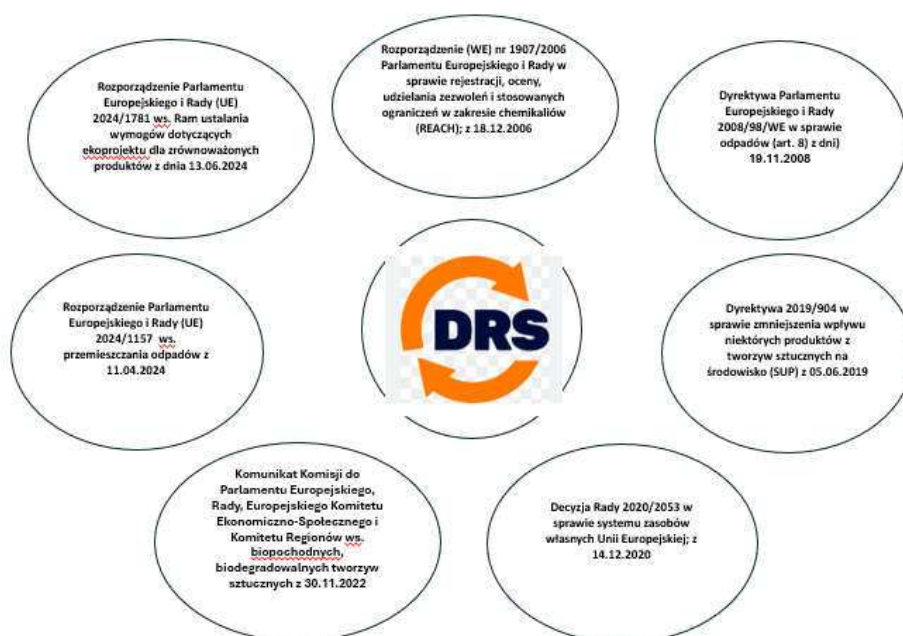 Rozporządzenie (WE) nr 1907/2006
Parlamentu Europejskiego i Rady w
sprawie rejestracji, oceny,
udzielania zezwoleń i stosowanych
ograniczeń w zakresie chemikaliów
(REACH); z 18.12.2006
Rozporządzenie Parlamentu
Europejskiego i Rady (UE)
2024/1781 ws. Ram ustalania
wymogów dotyczących
ekoprojektu dla zrównoważonych
produktów z dnia 13.06.2024
Dyrektywa Parlamentu
Europejskiego i Rady
2008/98/WE w sprawie
odpadów (art. 8) z dni)
19.11.2008
Rozporządzenie Parlamentu
Europejskiego i Rady (UE)
2024/1157 ws.
przemieszczania odpadów z
11.04.2024
DRS
Dyrektywa 2019/904 w
sprawie zmniejszenia wpływu
niektórych produktów z
tworzyw sztucznych na
środowisko (SUP) z 05.06.2019
Komunikat Komisji do
Parlamentu Europejskiego,
Rady, Europejskiego Komitetu
Ekonomiczno-Społecznego i
Komitetu Regionów ws.
biopochodnych,
biodegradowalnych tworzyw
sztucznych z 30.11.2022
Decyzja Rady 2020/2053 w
sprawie systemu zasobów
własnych Unii Europejskiej; z
14.12.2020